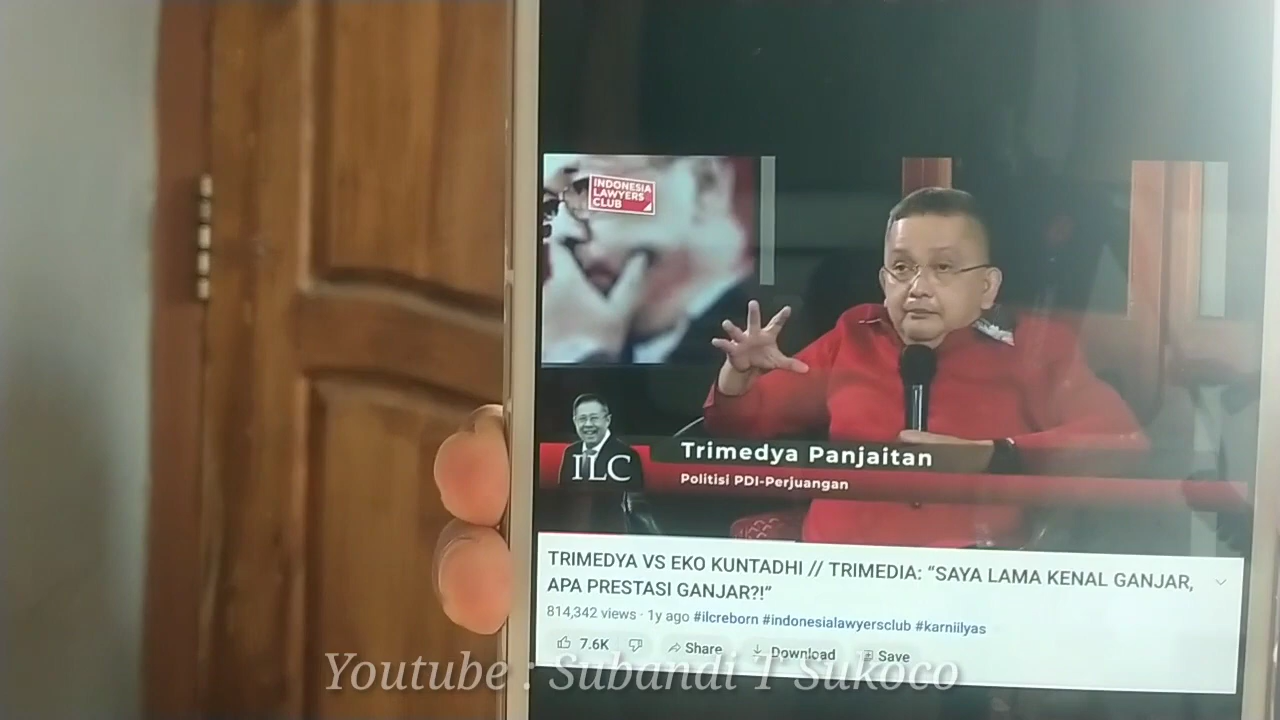 INDONESIA
LAWYERS
CLUB
ILC
Trimedya Panjaitan
Politisi PDI-Perjuangan
TRIMEDYA VS EKO KUNTADHI // TRIMEDIA: “SAYA LAMA KENAL GANJAR,
APA PRESTASI GANJAR?!”
814,342 views · 1y ago #ilcreborn #indonesialawyersclub #karniilyas
7.6K Share Download Save
Youtube : Subandi T Sukoco